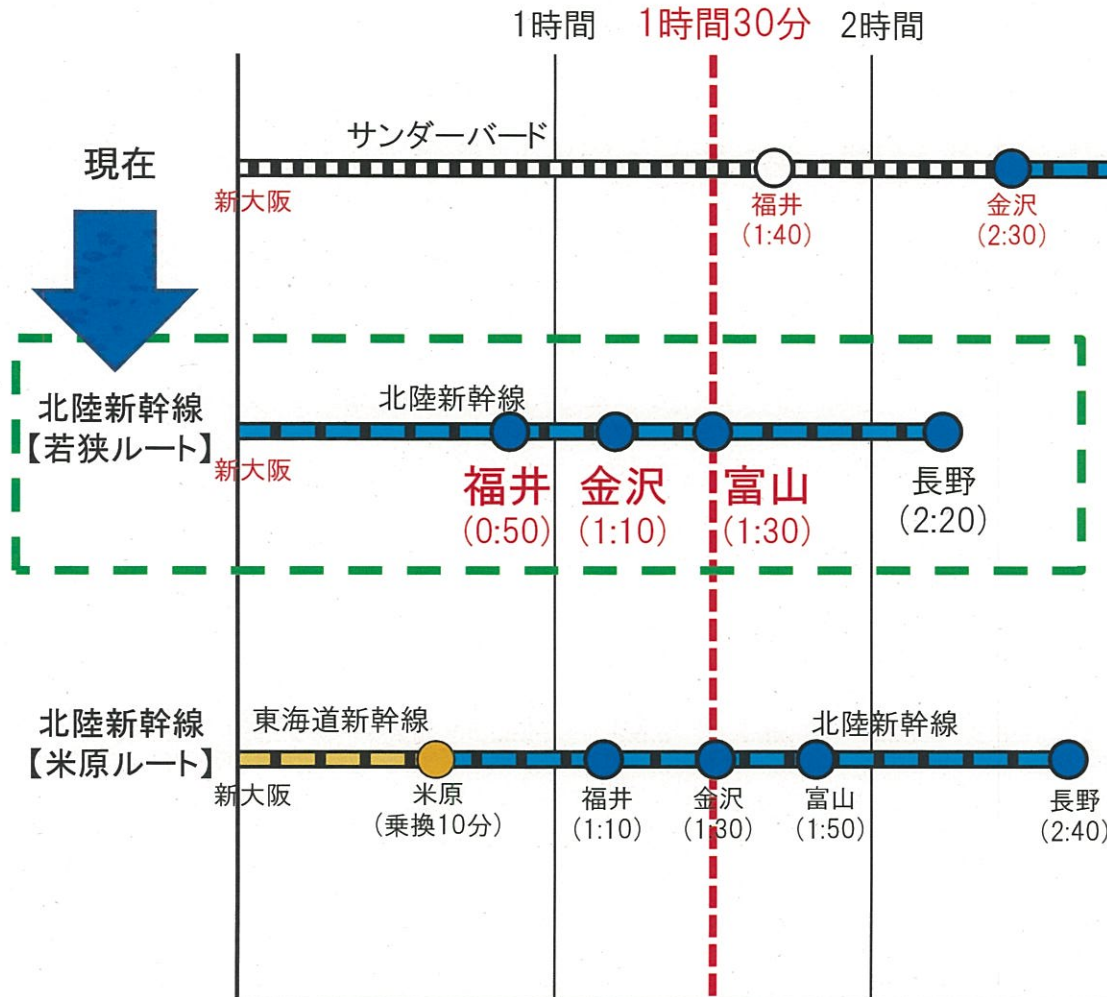 1時間
1時間30分
2時間
現在
サンダーバード
新大阪
福井
(1:40)
金沢
(2:30)
北陸新幹線
【若狭ルート】
北陸新幹線
新大阪
福井
(0:50)
金沢
(1:10)
富山
(1:30)
長野
(2:20)
北陸新幹線
【米原ルート】
東海道新幹線
北陸新幹線
新大阪
米原
(乗換10分)
福井
(1:10)
金沢
(1:30)
富山
(1:50)
長野
(2:40)